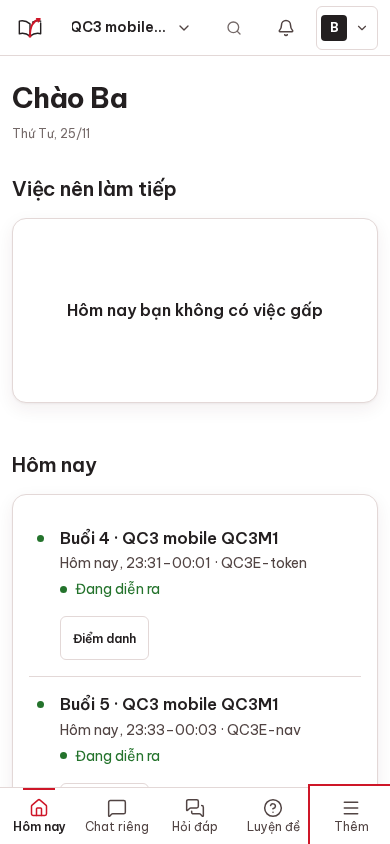 QC3 mobile...
B
Chào Ba
Thứ Tư, 25/11
Việc nên làm tiếp
Hôm nay bạn không có việc gấp
Hôm nay
Buổi 4 · QC3 mobile QC3M1
Hôm nay, 23:31–00:01 · QC3E-token
Đang diễn ra
Điểm danh
Buổi 5 · QC3 mobile QC3M1
Hôm nay, 23:33–00:03 · QC3E-nav
Đang diễn ra
Hôm nay
Chat riêng
Hỏi đáp
Luyện đề
Thêm